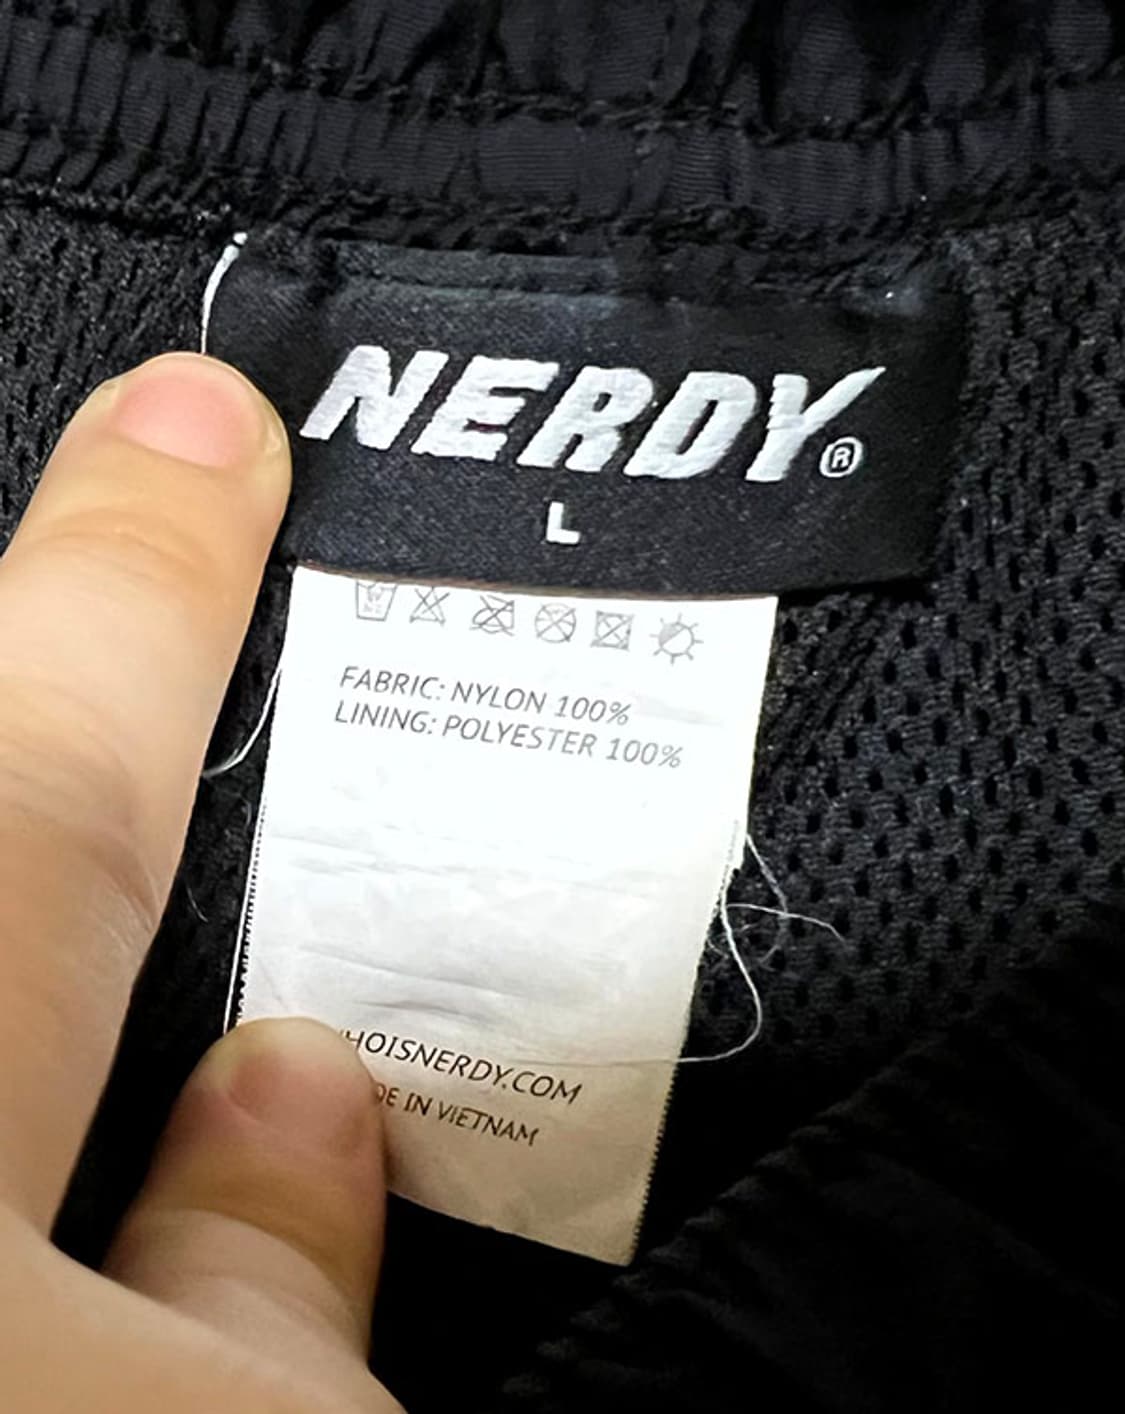 NERDY®
L
FABRIC: NYLON 100%
LINING: POLYESTER 100%
HOISNERDY.COM
DE IN VIETNAM